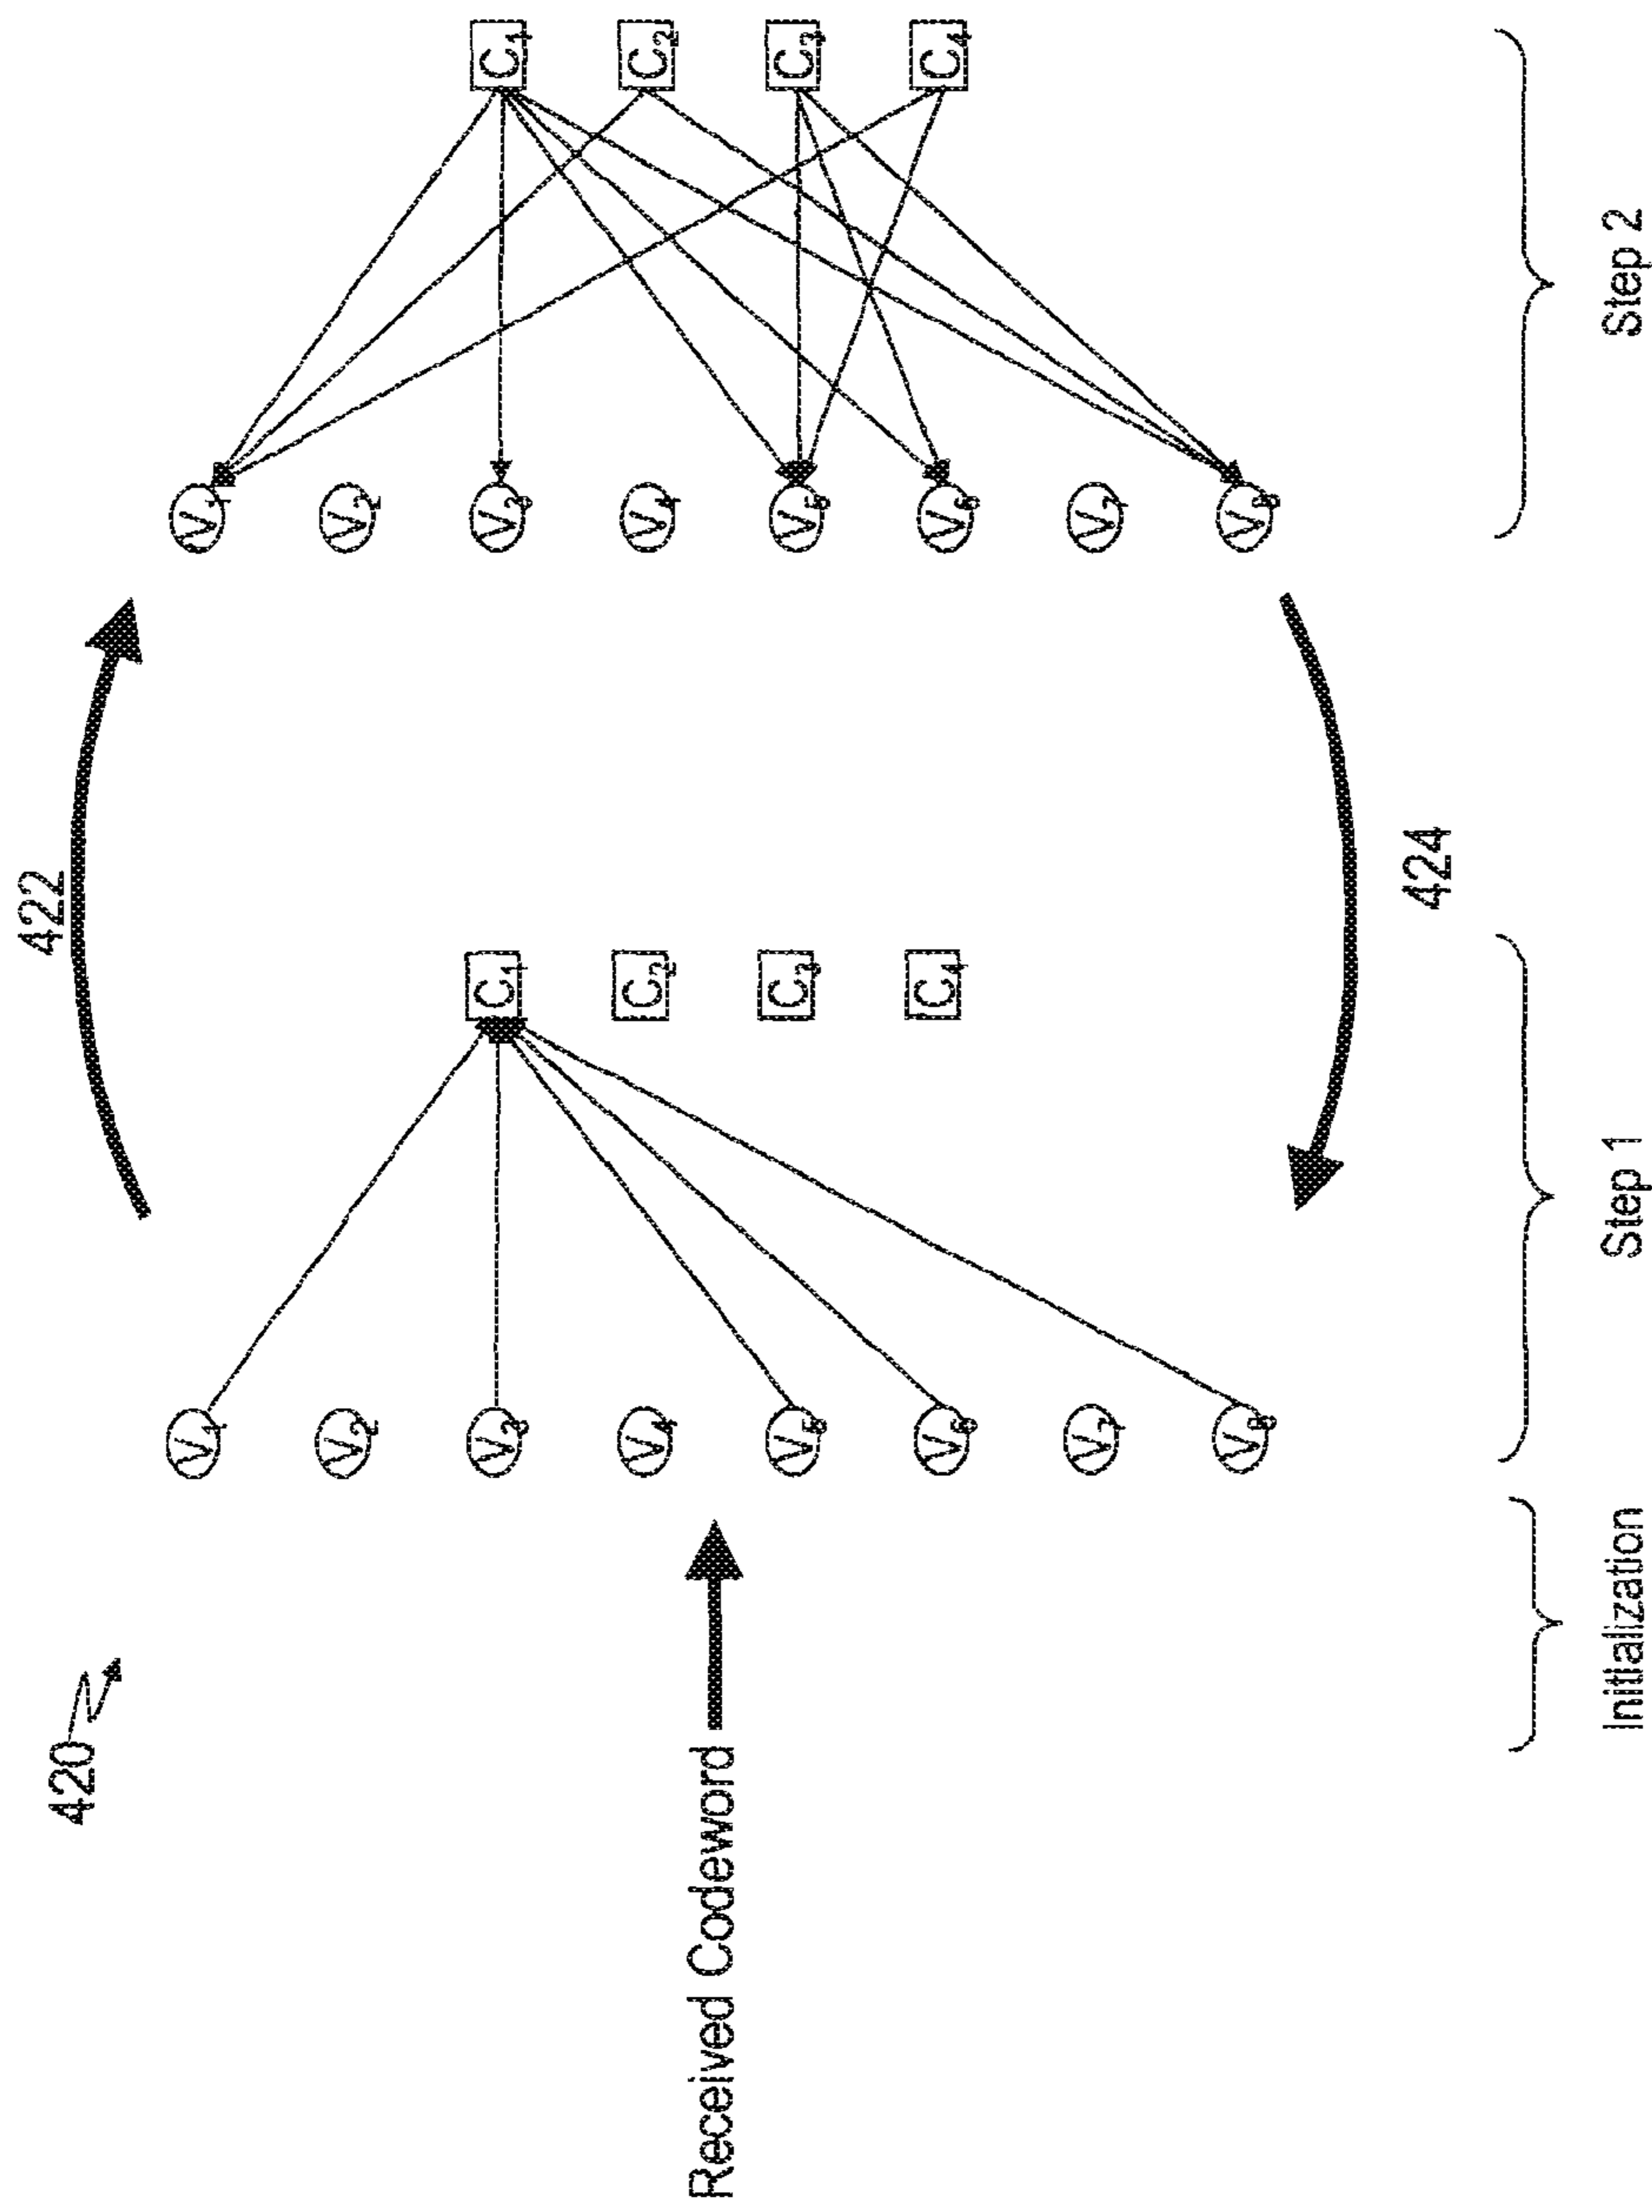 420
422
Received Codeword
V1
V2
V3
V4
V5
V6
V7
V8
C1
C2
C3
C4
V1
V2
V3
V4
V5
V6
V7
V8
C1
C2
C3
C4
424
Initialization
Step 1
Step 2